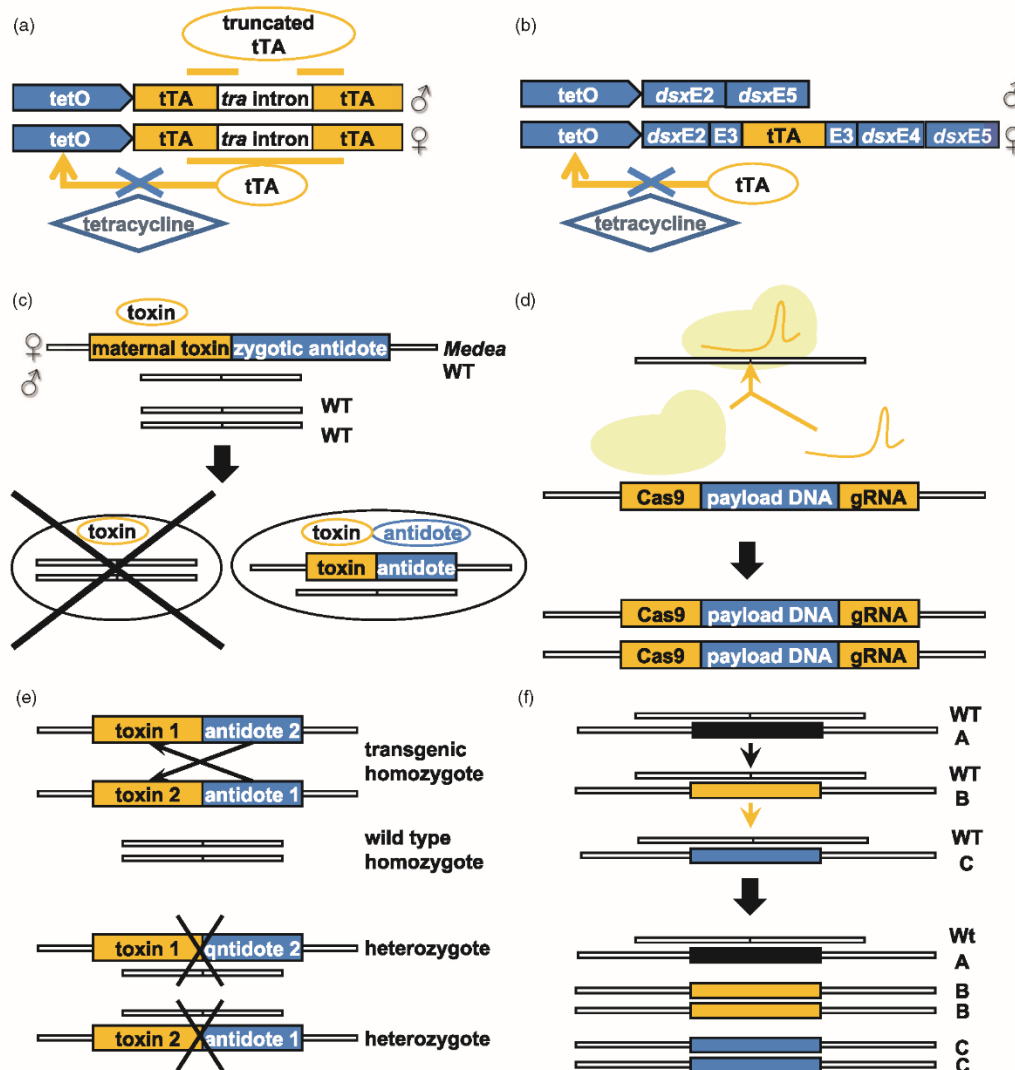 (a)
truncated
tTA
tetO tTA tra intron tTA ♂
tetO tTA tra intron tTA ♀
tTA
tetracycline
(b)
tetO dsxE2 dsxE5 ♂
tetO dsxE2 E3 tTA E3 dsxE4 dsxE5 ♀
tTA
tetracycline
(c)
toxin
♀ maternal toxin zygotic antidote Medea
♂ WT
WT
WT
toxin
toxin antidote
toxin antidote
(d)
Cas9 payload DNA gRNA
Cas9 payload DNA gRNA
Cas9 payload DNA gRNA
(e)
toxin 1 antidote 2
transgenic
homozygote
toxin 2 antidote 1
wild type
homozygote
toxin 1 qntidote 2 heterozygote
toxin 2 antidote 1 heterozygote
(f)
WT
A
WT
B
WT
C
Wt
A
B
B
C
C